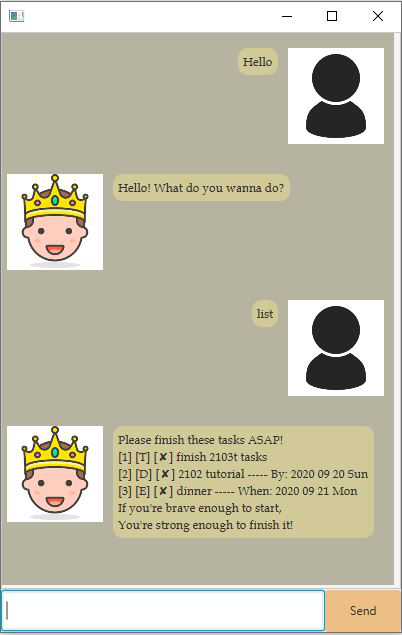 Hello
Hello! What do you wanna do?
list
Please finish these tasks ASAP!
[1] [T] [✘] finish 2103t tasks
[2] [D] [✘] 2102 tutorial ----- By: 2020 09 20 Sun
[3] [E] [✘] dinner ----- When: 2020 09 21 Mon
If you're brave enough to start,
You're strong enough to finish it!
Send